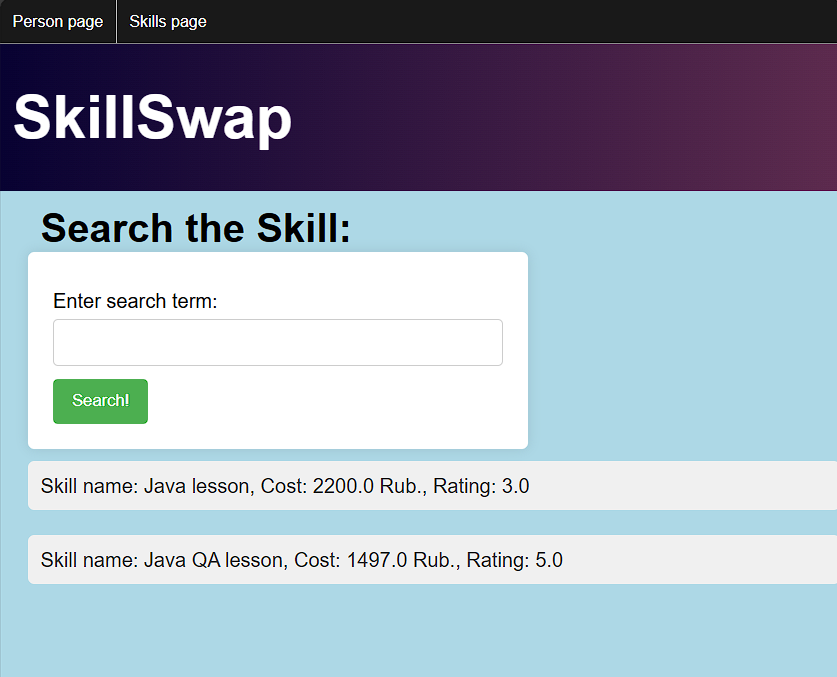 Person page
Skills page
SkillSwap
Search the Skill:
Enter search term:
Search!
Skill name: Java lesson, Cost: 2200.0 Rub., Rating: 3.0
Skill name: Java QA lesson, Cost: 1497.0 Rub., Rating: 5.0